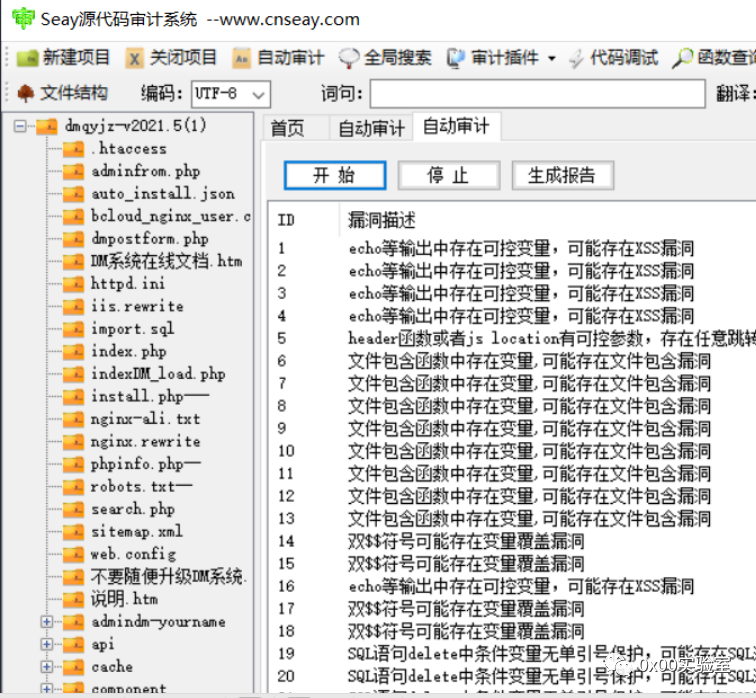 Seay源代码审计系统 --www.cnseay.com
新建项目 关闭项目 自动审计 全局搜索 审计插件 代码调试 函数查
文件结构 编码: UTF-8 词句: 翻译:
dmqyjz-v2021.5(1)
.htaccess
adminfrom.php
auto_install.json
bcloud_nginx_user.c
dmpostform.php
DM系统在线文档.htm
httpd.ini
iis.rewrite
import.sql
index.php
indexDM_load.php
install.php——
nginx-ali.txt
nginx.rewrite
phpinfo.php—
robots.txt—
search.php
sitemap.xml
web.config
不要随便升级DM系统.
说明.htm
admindm-yourname
api
cache
component
首页 自动审计 自动审计
开 始 停 止 生成报告
ID 漏洞描述
1 echo等输出中存在可控变量，可能存在XSS漏洞
2 echo等输出中存在可控变量，可能存在XSS漏洞
3 echo等输出中存在可控变量，可能存在XSS漏洞
4 echo等输出中存在可控变量，可能存在XSS漏洞
5 header函数或者js location有可控参数，存在任意跳转
6 文件包含函数中存在变量,可能存在文件包含漏洞
7 文件包含函数中存在变量,可能存在文件包含漏洞
8 文件包含函数中存在变量,可能存在文件包含漏洞
9 文件包含函数中存在变量,可能存在文件包含漏洞
10 文件包含函数中存在变量,可能存在文件包含漏洞
11 文件包含函数中存在变量,可能存在文件包含漏洞
12 文件包含函数中存在变量,可能存在文件包含漏洞
13 文件包含函数中存在变量,可能存在文件包含漏洞
14 双$$符号可能存在变量覆盖漏洞
15 双$$符号可能存在变量覆盖漏洞
16 echo等输出中存在可控变量，可能存在XSS漏洞
17 双$$符号可能存在变量覆盖漏洞
18 双$$符号可能存在变量覆盖漏洞
19 SQL语句delete中条件变量无单引号保护，可能存在SQL
20 SQL语句delete中条件变量无单引号保护，可能存在SQL
0x00实验室